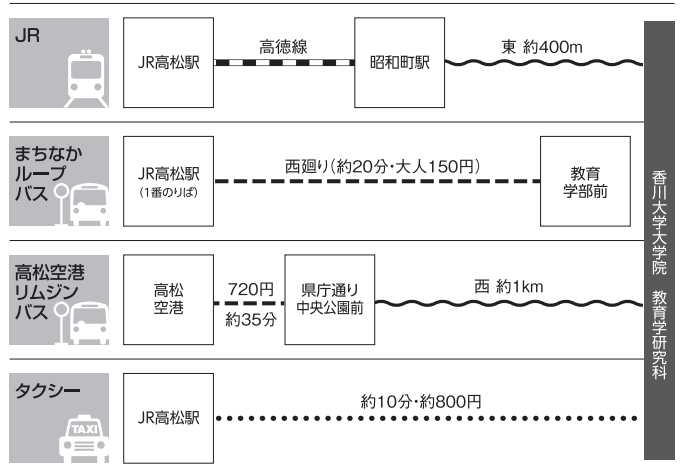 JR
JR高松駅
高徳線
昭和町駅
東 約400m
まちなか
ループ
バス
JR高松駅
(1番のりば)
西廻り(約20分・大人150円)
教育
学部前
高松空港
リムジン
バス
高松
空港
720円
約35分
県庁通り
中央公園前
西 約1km
タクシー
TAXI
JR高松駅
約10分・約800円
香川大学大学院 教育学研究科